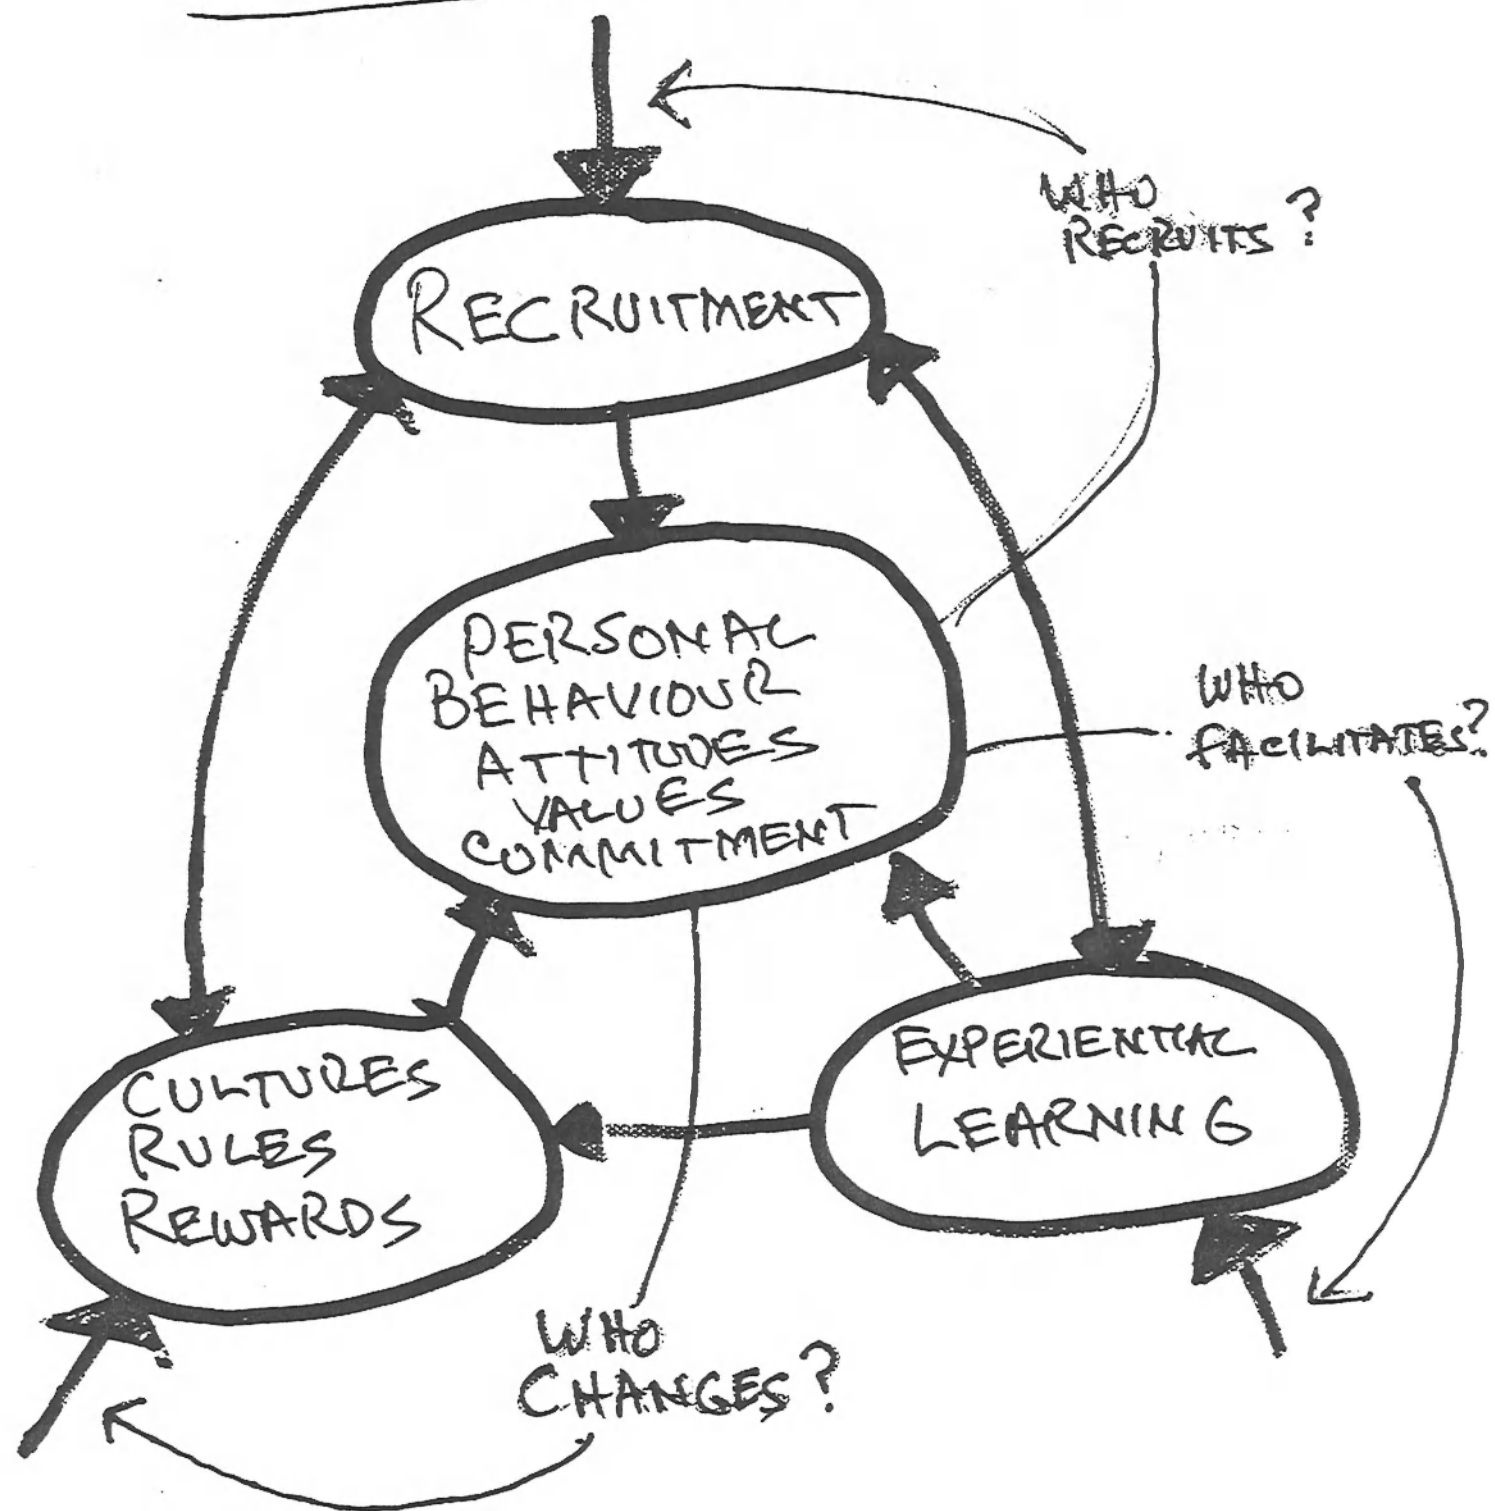 WHO
RECRUITS?
RECRUITMENT
PERSONAL
BEHAVIOUR
ATTITUDES
VALUES
COMMITMENT
WHO
FACILITATES?
CULTURES
RULES
REWARDS
EXPERIENTIAL
LEARNING
WHO
CHANGES?